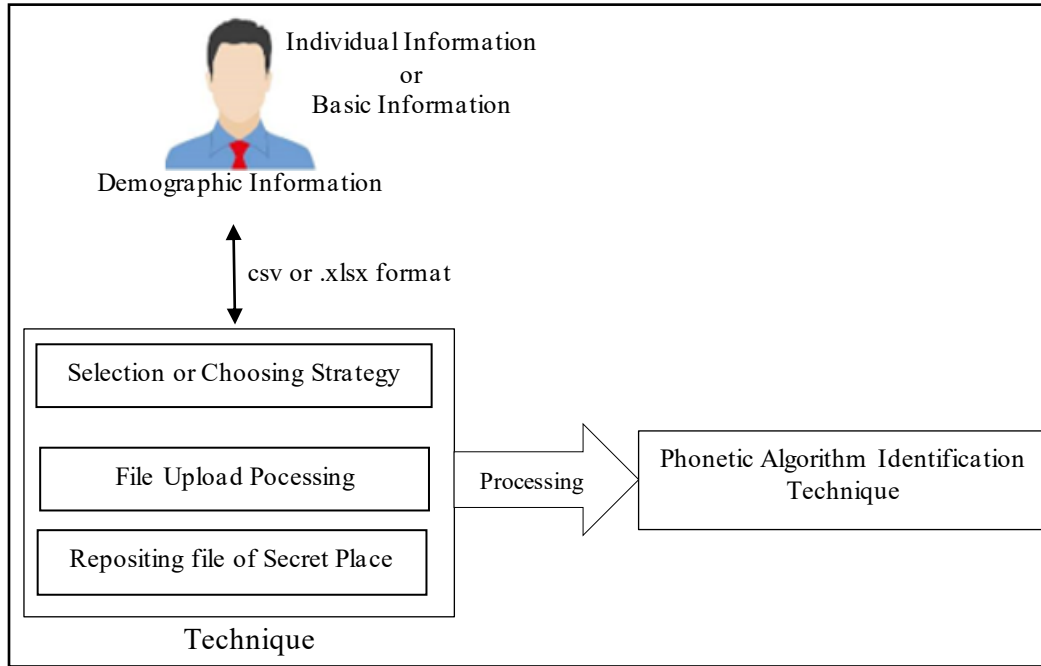 Individual Information
or
Basic Information
Demographic Information
csv or .xlsx format
Selection or Choosing Strategy
File Upload Pocessing
Repositing file of Secret Place
Technique
Processing
Phonetic Algorithm Identification
Technique